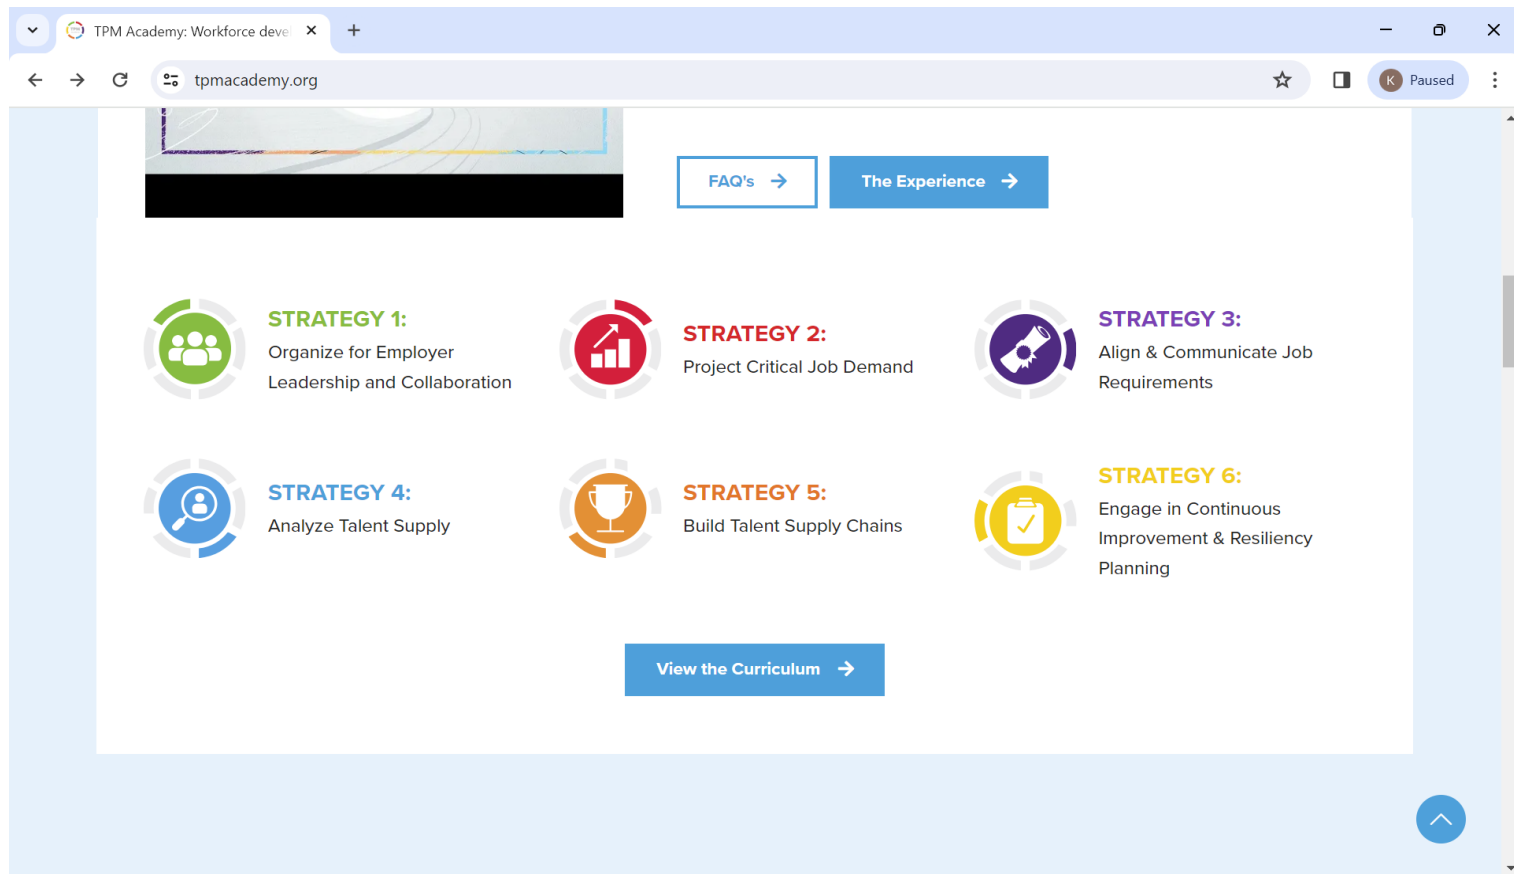 TPM Academy: Workforce deve
tpmacademy.org
K Paused
FAQ's
The Experience
STRATEGY 1:
Organize for Employer
Leadership and Collaboration
STRATEGY 2:
Project Critical Job Demand
STRATEGY 3:
Align & Communicate Job
Requirements
STRATEGY 4:
Analyze Talent Supply
STRATEGY 5:
Build Talent Supply Chains
STRATEGY 6:
Engage in Continuous
Improvement & Resiliency
Planning
View the Curriculum